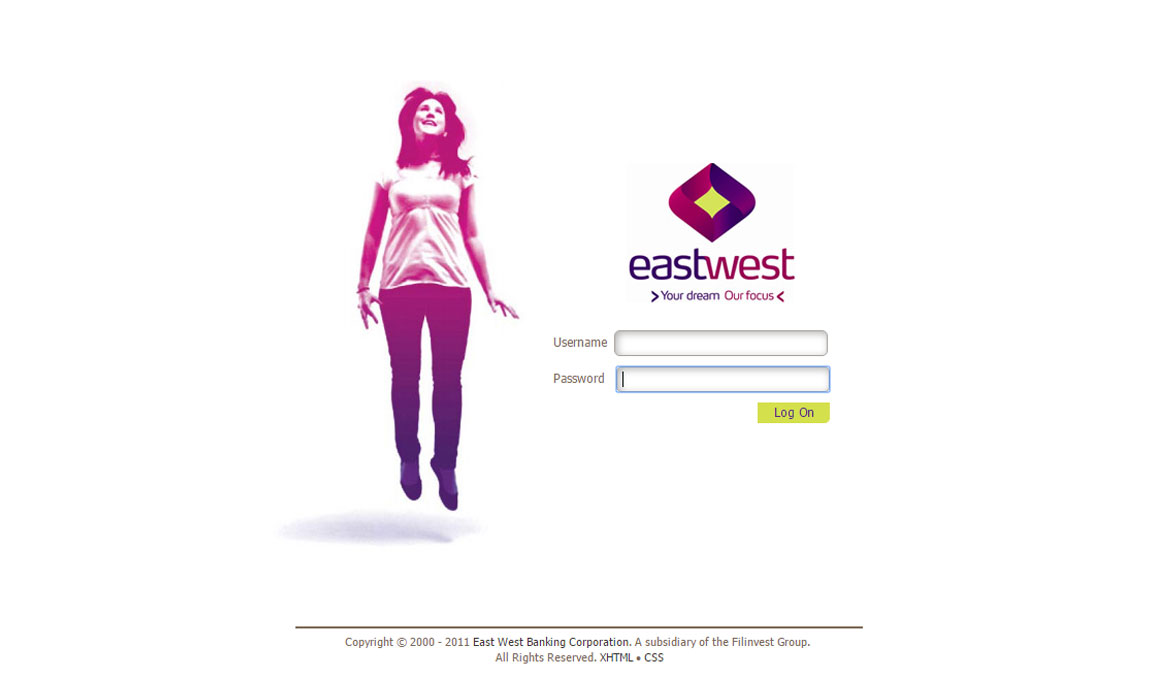 eastwest
Your dream Our focus
Username
Password
Log On
Copyright © 2000 - 2011 East West Banking Corporation. A subsidiary of the Filinvest Group.
All Rights Reserved. XHTML • CSS